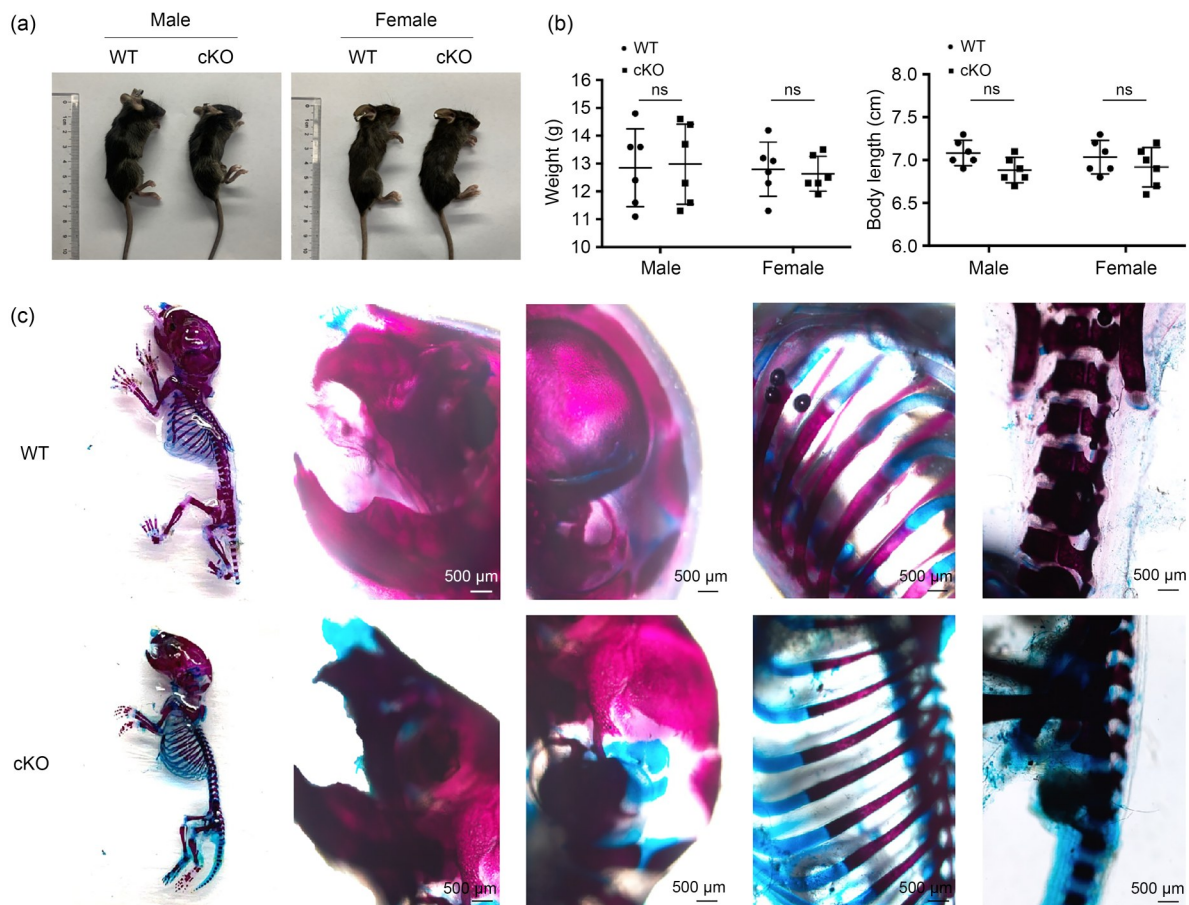 (a)
Male
Female
WT
cKO
WT
cKO
(b)
WT
cKO
Weight (g)
16
15
14
13
12
11
10
ns
ns
Male
Female
WT
cKO
Body length (cm)
8.0
7.5
7.0
6.5
6.0
ns
ns
Male
Female
(c)
WT
500 µm
500 µm
500 µm
500 µm
cKO
500 µm
500 µm
500 µm
500 µm